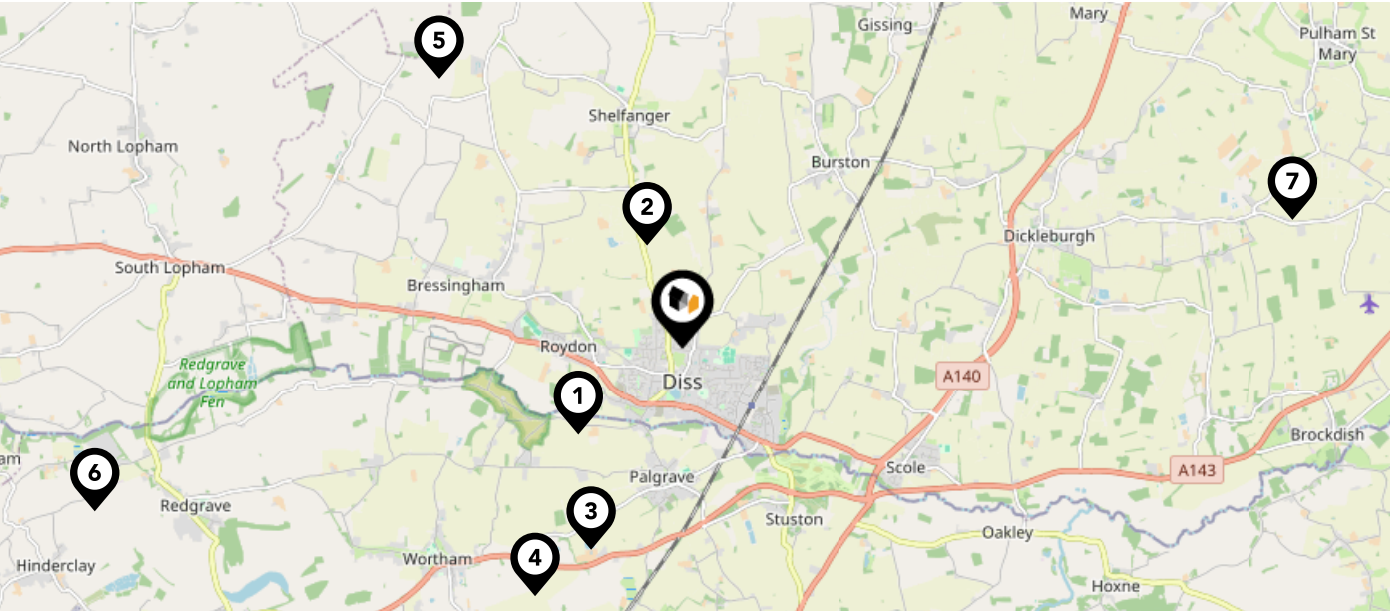 Gissing
Mary
Pulham St
Mary
5
Shelfanger
North Lopham
Burston
7
2
Dickleburgh
South Lopham
Bressingham
Roydon
Redgrave
and Lopham
Fen
A140
Diss
1
Brockdish
am
6
Scole
A143
Palgrave
Redgrave
3
Stuston
Oakley
4
Wortham
Hinderclay
Hoxne